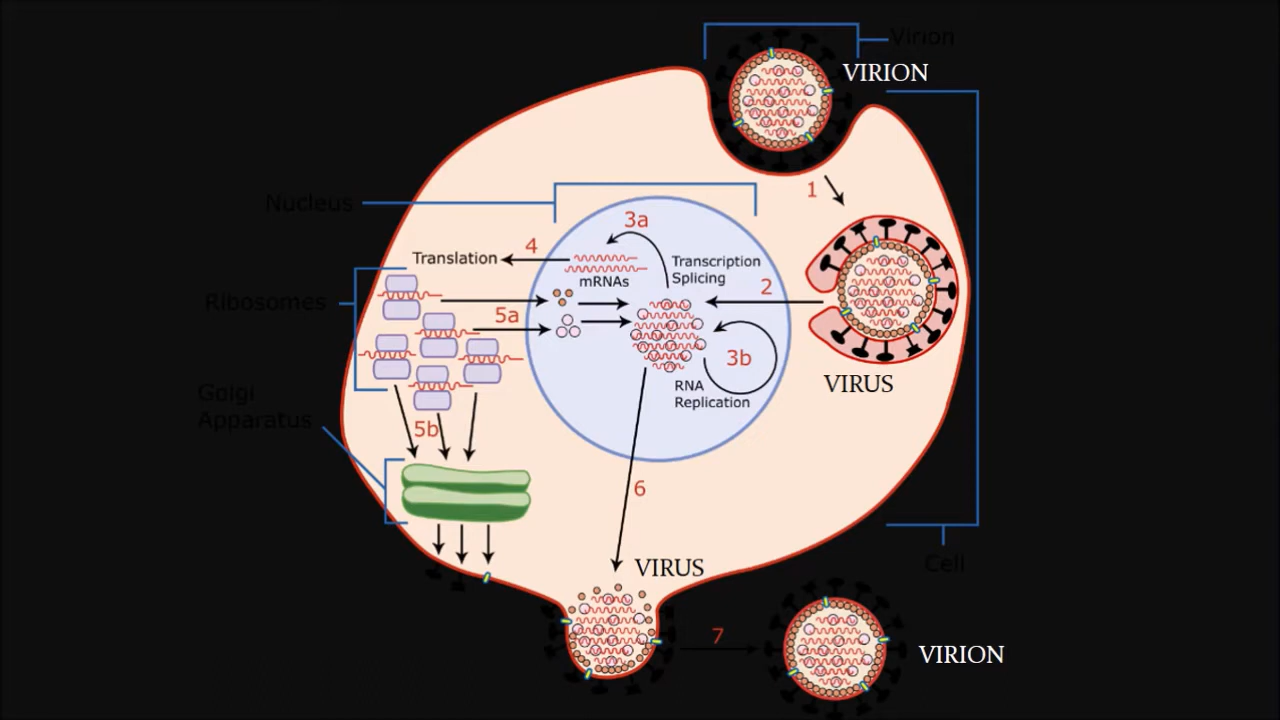 Virion
VIRION
1
Nucleus
3a
4
Translation
Transcription
Splicing
mRNAs
2
Ribosomes
5a
3b
VIRUS
RNA
Replication
Golgi
Apparatus
5b
6
Cell
VIRUS
7
VIRION